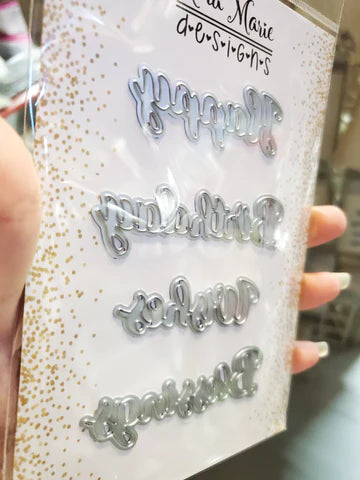 Marie
designs
Happy
Birthday
Wishes
Blessings